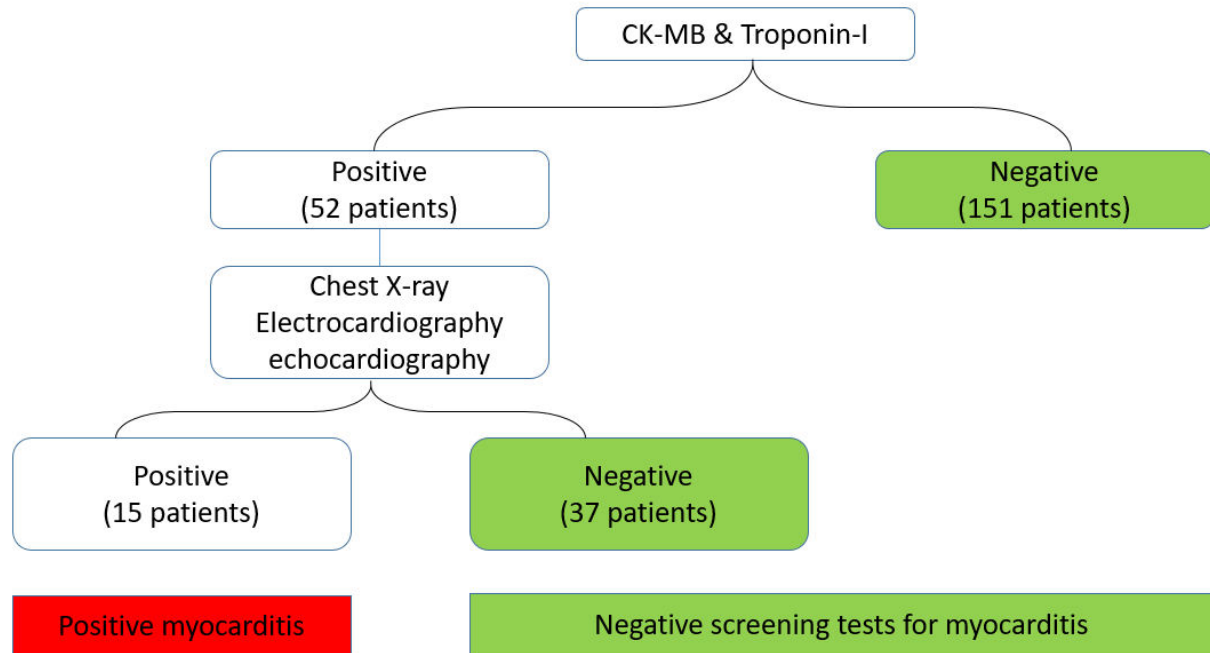 CK-MB & Troponin-I
Positive
(52 patients)
Negative
(151 patients)
Chest X-ray
Electrocardiography
echocardiography
Positive
(15 patients)
Negative
(37 patients)
Positive myocarditis
Negative screening tests for myocarditis